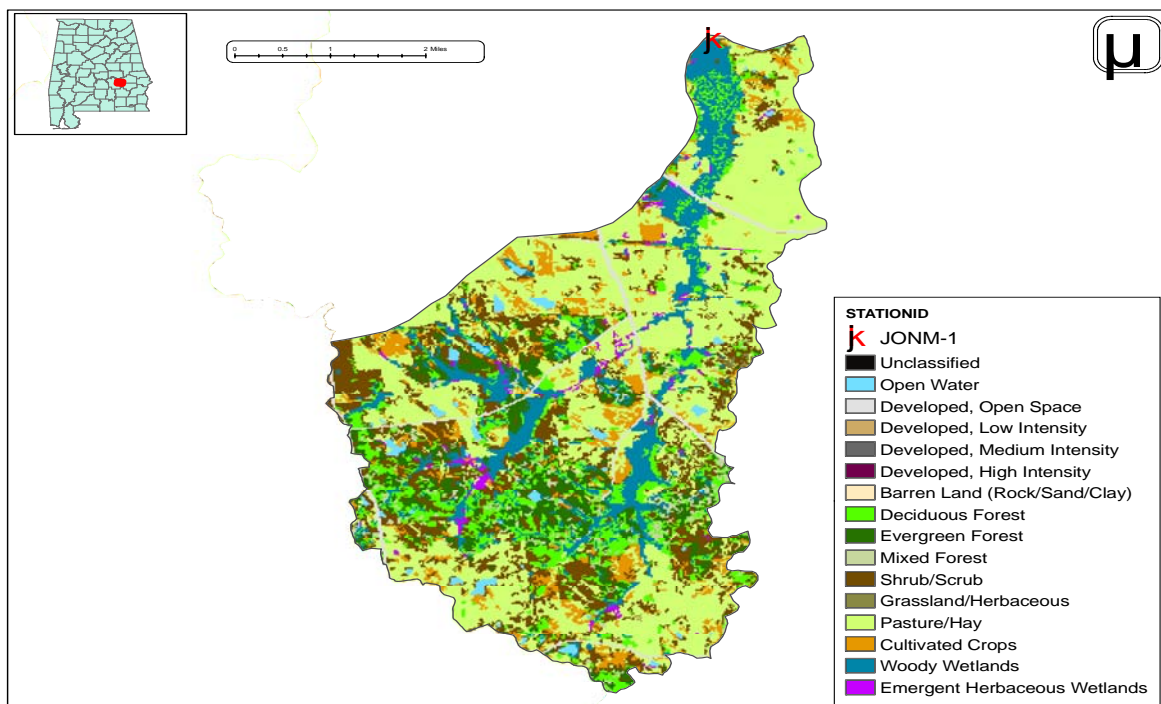 0 0.5 1 2 Miles
jk
µ
STATIONID
jk JONM-1
Unclassified
Open Water
Developed, Open Space
Developed, Low Intensity
Developed, Medium Intensity
Developed, High Intensity
Barren Land (Rock/Sand/Clay)
Deciduous Forest
Evergreen Forest
Mixed Forest
Shrub/Scrub
Grassland/Herbaceous
Pasture/Hay
Cultivated Crops
Woody Wetlands
Emergent Herbaceous Wetlands